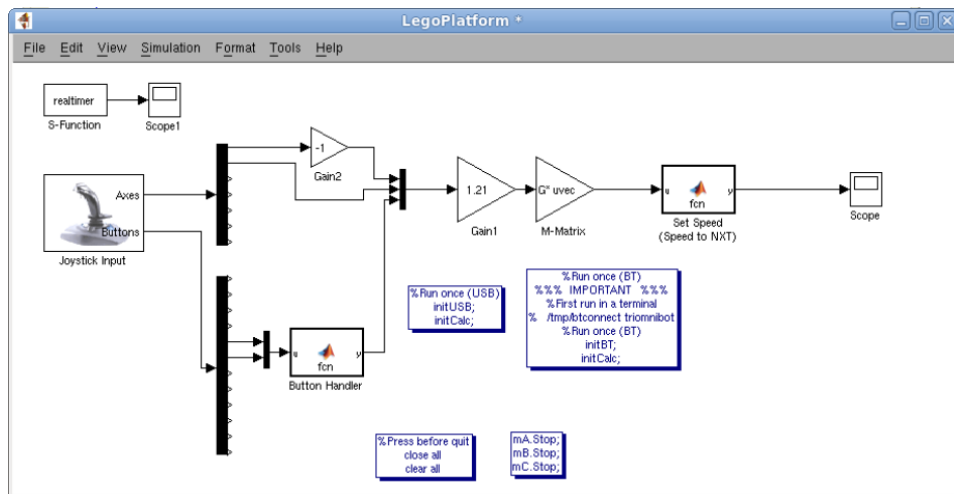 LegoPlatform *
File Edit View Simulation Format Tools Help
realtimer
S-Function
Scope1
-1
Gain2
Axes
Buttons
Joystick Input
1.21
Gain1
G* uvec
M-Matrix
u fcn y
Set Speed
(Speed to NXT)
Scope
%Run once (USB)
initUSB;
initCalc;
%Run once (BT)
%%% IMPORTANT %%%
%First run in a terminal
% /tmp/btconnect triomnibot
%Run once (BT)
initBT;
initCalc;
u fcn y
Button Handler
%Press before quit
close all
clear all
mA.Stop;
mB.Stop;
mC.Stop;